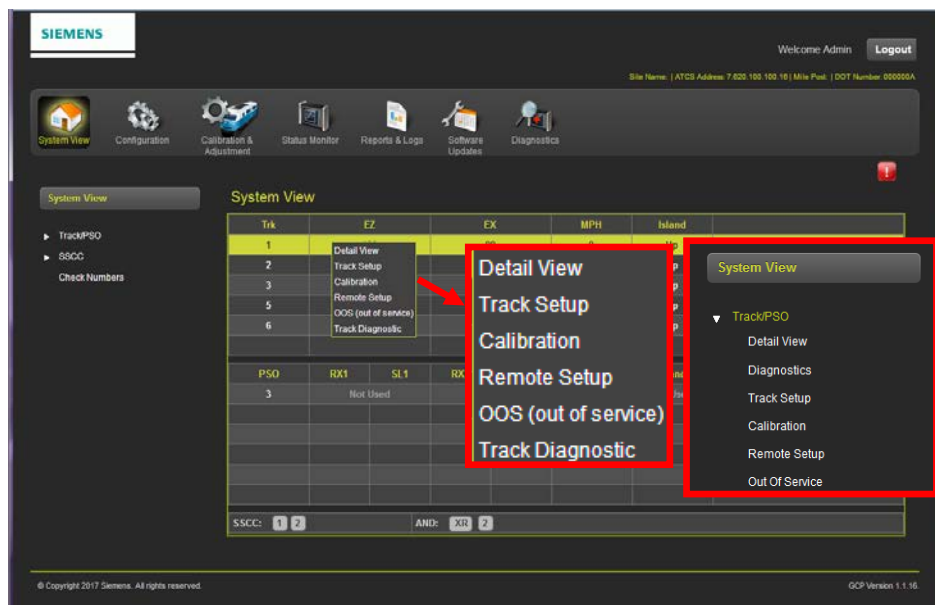 SIEMENS
Welcome Admin Logout
Site Name: | ATCS Address: 7.620.100.100.16 | Mile Post: | DOT Number: 000000A
System View Configuration Calibration & Adjustment Status Monitor Reports & Logs Software Updates Diagnostics
System View
Track/PSO
SSCC
Check Numbers
System View
Trk EZ EX MPH Island
1
2
3
5
6
Detail View
Track Setup
Calibration
Remote Setup
OOS (out of service)
Track Diagnostic
PSO RX1 SL1 RX
3 Not Used
SSCC: 1 2 AND: XR 2
Detail View
Track Setup
Calibration
Remote Setup
OOS (out of service)
Track Diagnostic
System View
Track/PSO
Detail View
Diagnostics
Track Setup
Calibration
Remote Setup
Out Of Service
© Copyright 2017 Siemens. All rights reserved. GCP Version 1.1.16